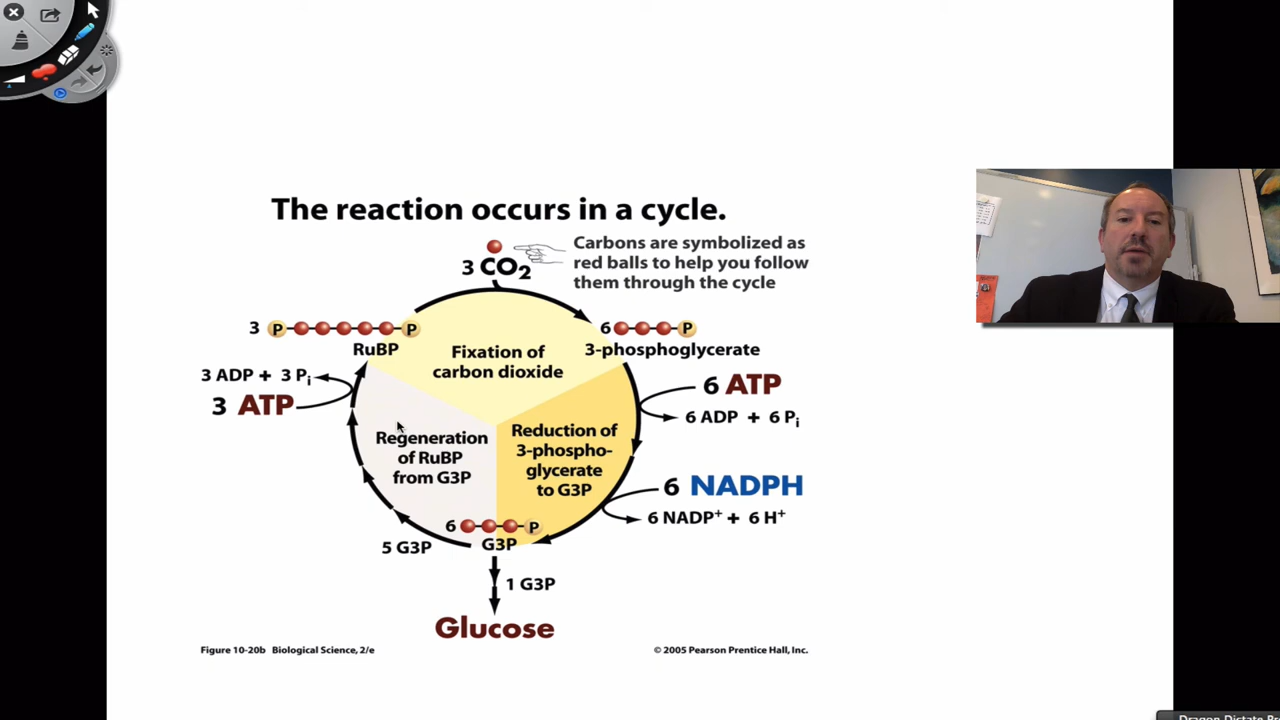 The reaction occurs in a cycle.
Carbons are symbolized as
red balls to help you follow
them through the cycle
3 CO2
3 P P
RuBP
6 P
3-phosphoglycerate
Fixation of
carbon dioxide
3 ADP + 3 Pi
3 ATP
6 ATP
6 ADP + 6 Pi
Regeneration
of RuBP
from G3P
Reduction of
3-phospho-
glycerate
to G3P
6 NADPH
6 NADP+ + 6 H+
6 P
G3P
5 G3P
1 G3P
Glucose
Figure 10-20b Biological Science, 2/e
© 2005 Pearson Prentice Hall, Inc.
Dragon Dictate